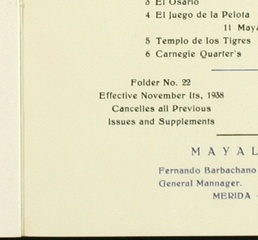 3 El Osario
4 El Juego de la Pelota
11 Maya
5 Templo de los Tigres
6 Carnegie Quarter's
Folder No. 22
Effective November 1ts, 1938
Cancelles all Previous
Issues and Supplements
MAYAL
Fernando Barbachano
General Mannager.
MERIDA